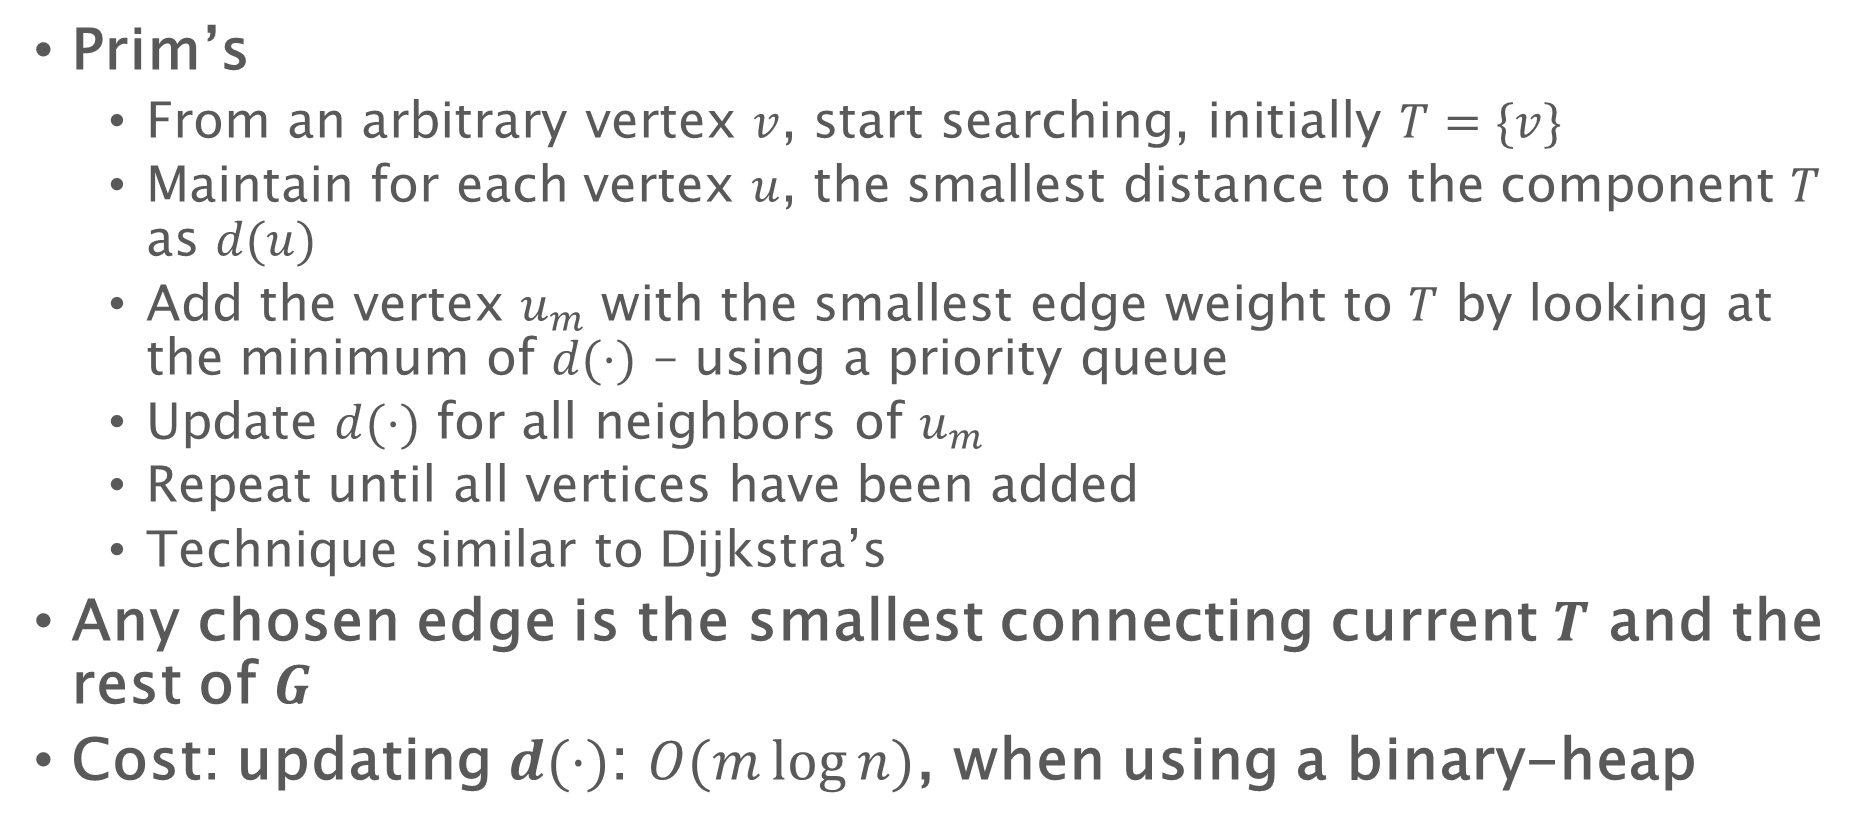 • Prim’s
• From an arbitrary vertex v, start searching, initially T = {v}
• Maintain for each vertex u, the smallest distance to the component T
as d(u)
• Add the vertex uₘ with the smallest edge weight to T by looking at
the minimum of d(·) – using a priority queue
• Update d(·) for all neighbors of uₘ
• Repeat until all vertices have been added
• Technique similar to Dijkstra’s
• Any chosen edge is the smallest connecting current T and the
rest of G
• Cost: updating d(·): O(m log n), when using a binary-heap